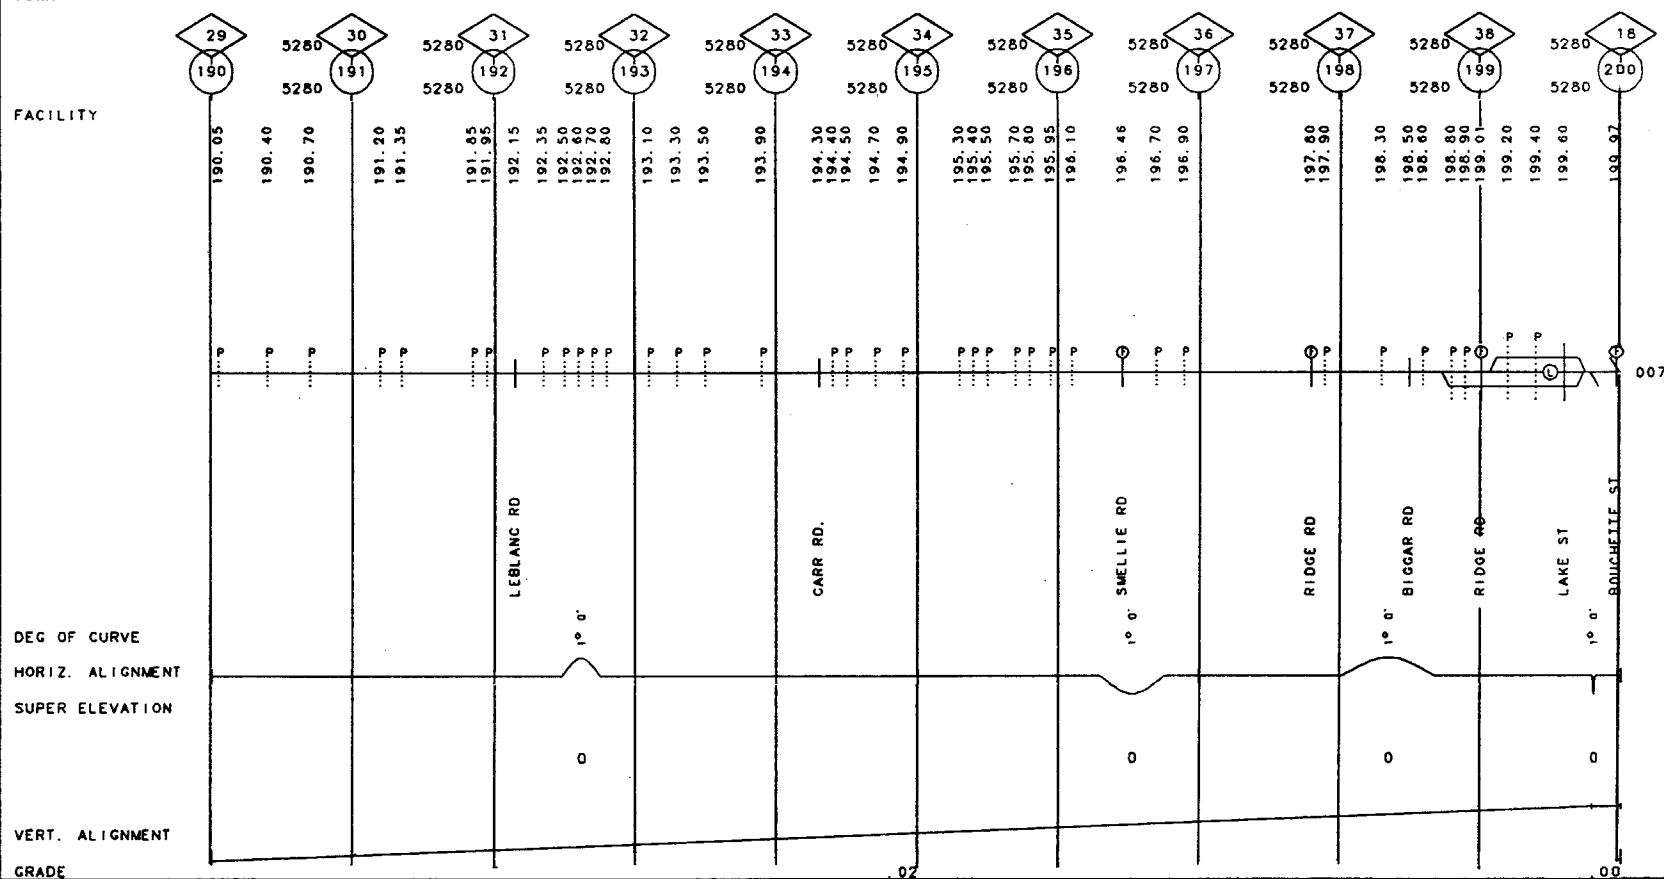 29 30 31 32 33 34 35 36 37 38 18
5280 5280 5280 5280 5280 5280 5280 5280 5280 5280
190 191 192 193 194 195 196 197 198 199 200
5280 5280 5280 5280 5280 5280 5280 5280 5280 5280
FACILITY
190.05 190.40 190.70 191.20 191.35 191.85 191.95 192.15 192.35 192.50 192.60 192.70 192.80 193.10 193.30 193.50 193.90 194.30 194.40 194.50 194.70 194.90 195.30 195.40 195.50 195.70 195.80 195.95 196.10 196.46 196.70 196.90 197.80 197.90 198.30 198.50 198.60 198.80 198.90 199.01 199.20 199.40 199.60 199.97
P P
P P P P P P P P P P P P P P P P P P P P P P P P P P P P P P F P P P P P P P P F F
L 007
LEBLANC RD
CARR RD.
SMELLIE RD
RIDGE RD
BIGGAR RD
RIDGE RD
LAKE ST
BOUCHETTE ST
DEG OF CURVE 1° 0' 1° 0' 1° 0' 1° 0'
HORIZ. ALIGNMENT
SUPER ELEVATION
0 0 0 0
VERT. ALIGNMENT
GRADE .02 .00